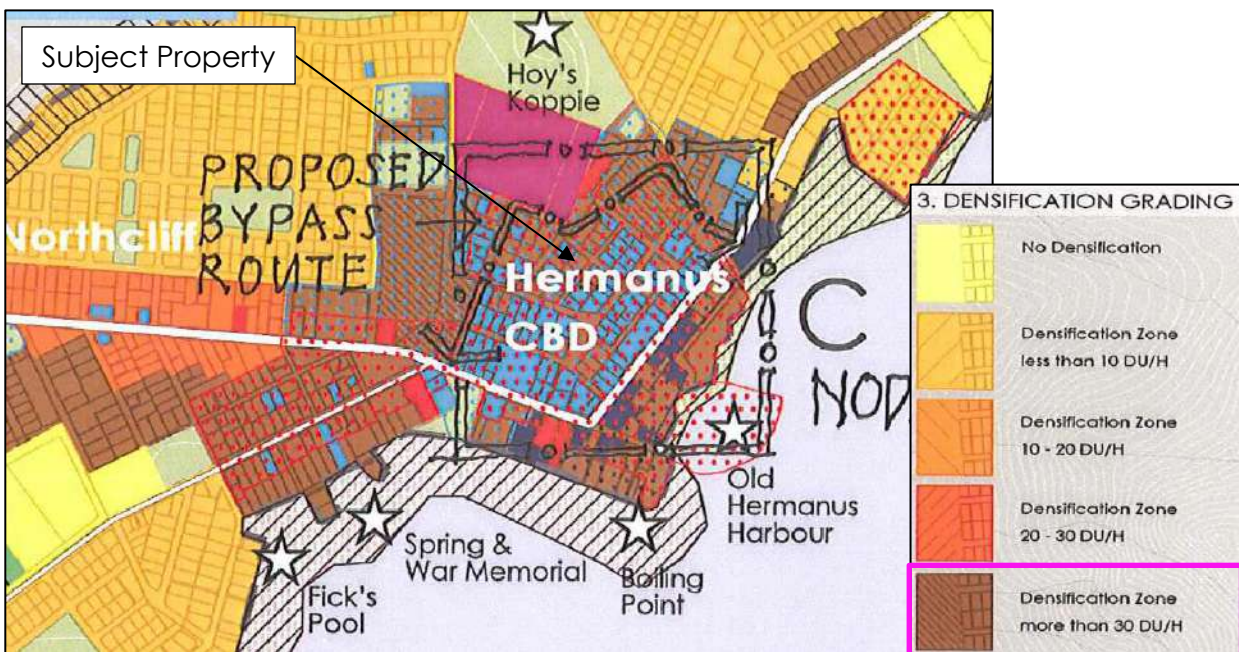 Subject Property
Hoy's
Koppie
PROPOSED
BYPASS
ROUTE
Northcliff
Hermanus
CBD
C
NOD
Old
Hermanus
Harbour
Spring &
War Memorial
Boiling
Point
Fick's
Pool
3. DENSIFICATION GRADING
No Densification
Densification Zone
less than 10 DU/H
Densification Zone
10 - 20 DU/H
Densification Zone
20 - 30 DU/H
Densification Zone
more than 30 DU/H